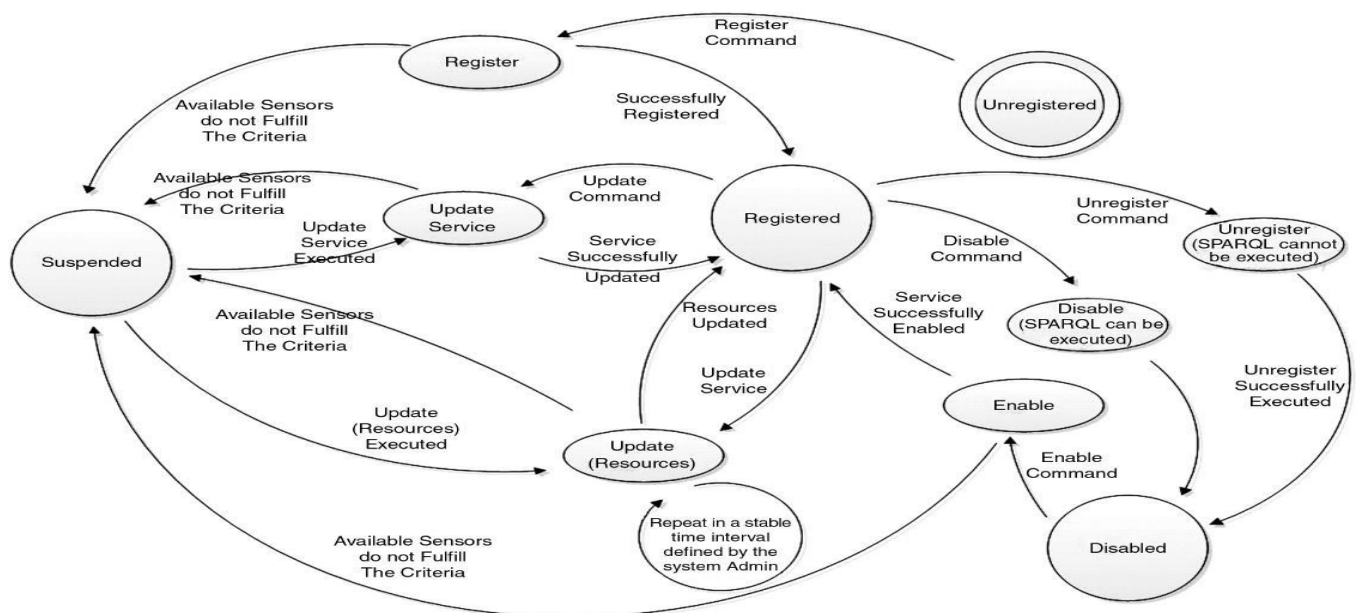 Register
Command
Register
Unregistered
Available Sensors
do not Fulfill
The Criteria
Successfully
Registered
Available Sensors
do not Fulfill
The Criteria
Update
Command
Update
Service
Registered
Unregister
Command
Unregister
(SPARQL cannot
be executed)
Suspended
Update
Service
Executed
Service
Successfully
Updated
Disable
Command
Available Sensors
do not Fulfill
The Criteria
Resources
Updated
Service
Successfully
Enabled
Disable
(SPARQL can be
executed)
Update
Service
Unregister
Successfully
Executed
Enable
Update
(Resources)
Executed
Update
(Resources)
Enable
Command
Repeat in a stable
time interval
defined by the
system Admin
Available Sensors
do not Fulfill
The Criteria
Disabled